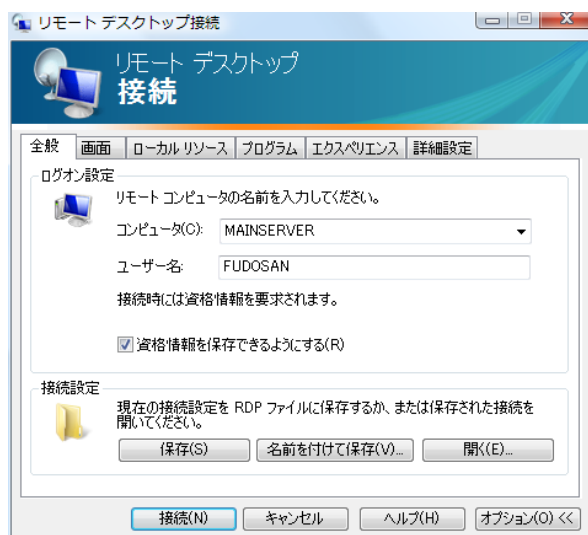 リモート デスクトップ接続
リモート デスクトップ
接続
全般 画面 ローカル リソース プログラム エクスペリエンス 詳細設定
ログオン設定
リモート コンピュータの名前を入力してください。
コンピュータ(C): MAINSERVER
ユーザー名: FUDOSAN
接続時には資格情報を要求されます。
資格情報を保存できるようにする(R)
接続設定
現在の接続設定を RDP ファイルに保存するか、または保存された接続を
開いてください。
保存(S) 名前を付けて保存(V)... 開く(E)...
接続(N) キャンセル ヘルプ(H) オプション(O) <<